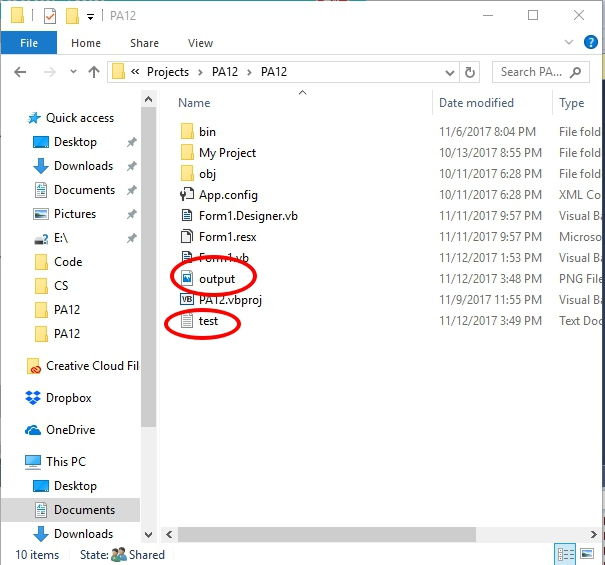 PA12
File Home Share View
Projects PA12 PA12
Search PA...
Name Date modified Type
Quick access
Desktop
Downloads
Documents
Pictures
E:\
Code
CS
PA12
PA12
Creative Cloud Fil
Dropbox
OneDrive
This PC
Desktop
Documents
Downloads
bin 11/6/2017 8:04 PM File fold
My Project 10/13/2017 8:55 PM File fold
obj 10/11/2017 6:28 PM File fold
App.config 10/11/2017 6:28 PM XML Co
Form1.Designer.vb 11/11/2017 9:57 PM Visual Ba
Form1.resx 11/11/2017 9:57 PM Microso
Form1.vb 11/12/2017 1:53 PM Visual Ba
output 11/12/2017 3:48 PM PNG File
VB PA12.vbproj 11/9/2017 11:55 PM Visual Ba
test 11/12/2017 3:49 PM Text Doc
10 items State: Shared